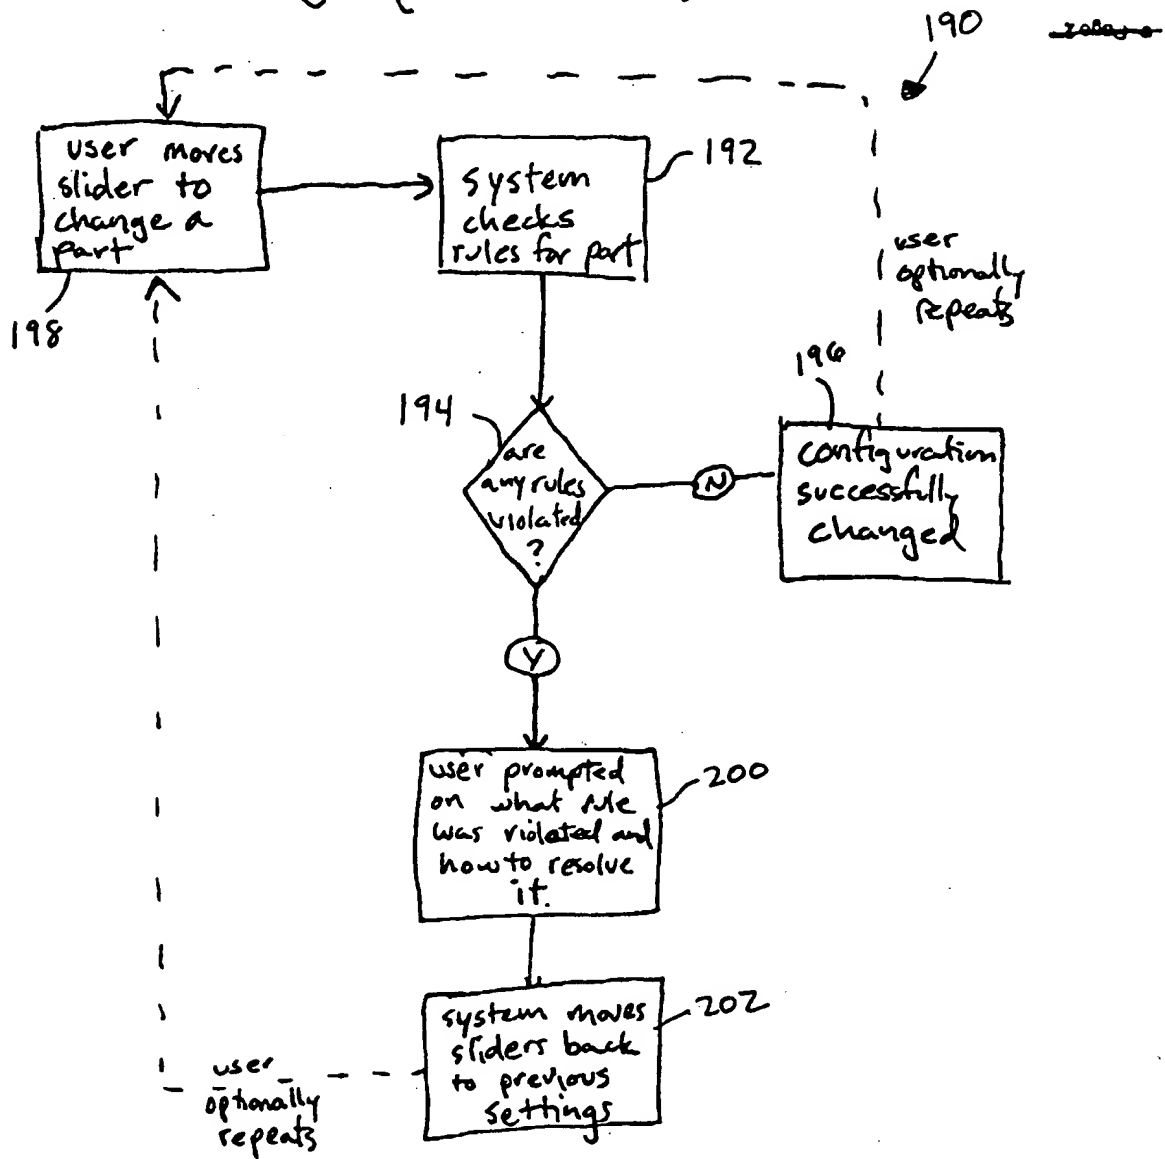 190
user moves
slider to
change a
part
198
system
checks
rules for part
192
user
optionally
repeats
194
are
any rules
violated
?
N
196
configuration
successfully
changed
Y
user prompted
on what rule
was violated and
how to resolve
it.
200
system moves
sliders back
to previous
settings
202
user
optionally
repeats